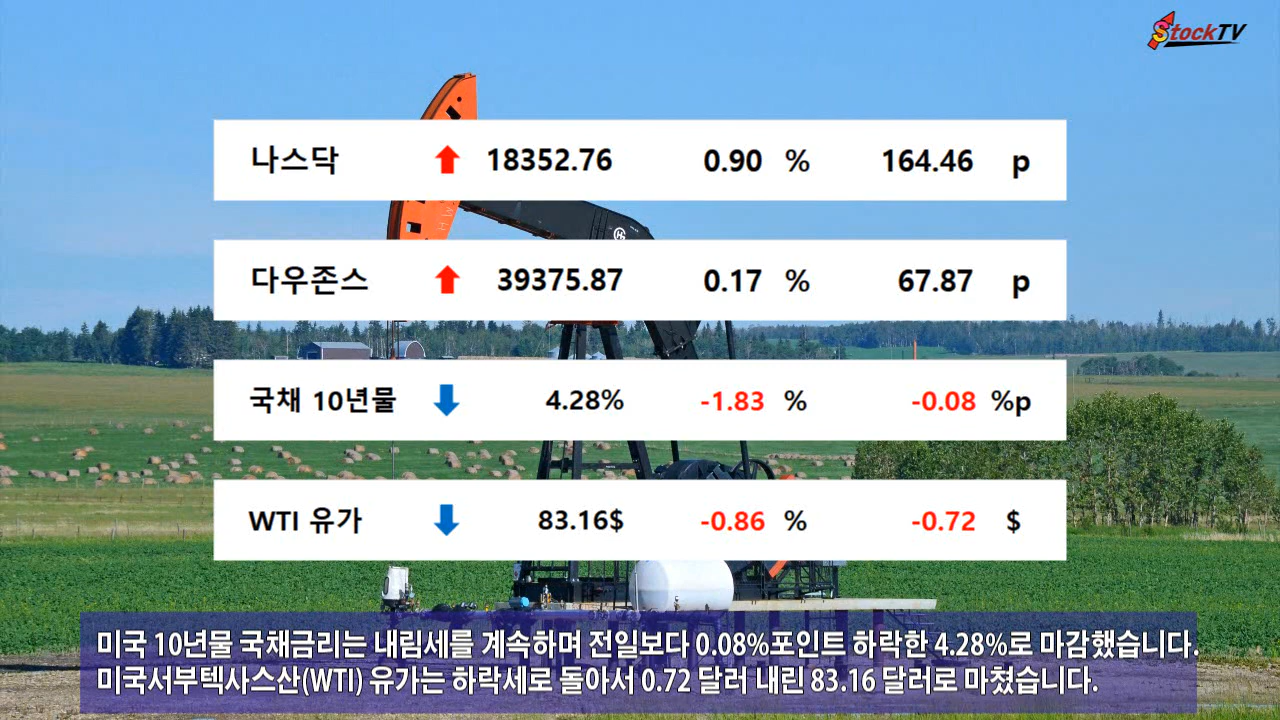 StockTV
나스닥 18352.76 0.90 % 164.46 p
다우존스 39375.87 0.17 % 67.87 p
국채 10년물 4.28% -1.83 % -0.08 %p
WTI 유가 83.16$ -0.86 % -0.72 $
미국 10년물 국채금리는 내림세를 계속하며 전일보다 0.08%포인트 하락한 4.28%로 마감했습니다.
미국서부텍사스산(WTI) 유가는 하락세로 돌아서 0.72 달러 내린 83.16 달러로 마쳤습니다.